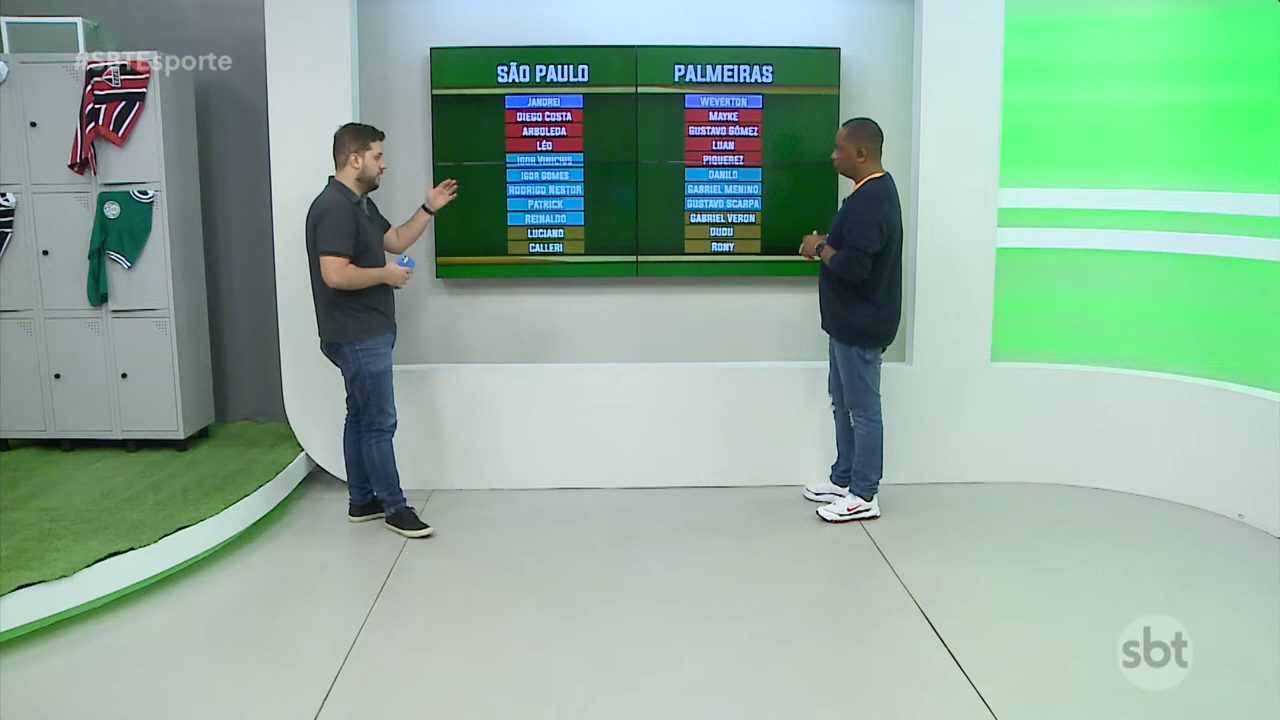 #SBTEsporte
SÃO PAULO
JANDREI
DIEGO COSTA
ARBOLEDA
LÉO
IGOR VINICIUS
IGOR GOMES
RODRIGO NESTOR
PATRICK
REINALDO
LUCIANO
CALLERI
PALMEIRAS
WEVERTON
MAYKE
GUSTAVO GÓMEZ
LUAN
PIQUEREZ
DANILO
GABRIEL MENINO
GUSTAVO SCARPA
GABRIEL VERON
DUDU
RONY
sbt